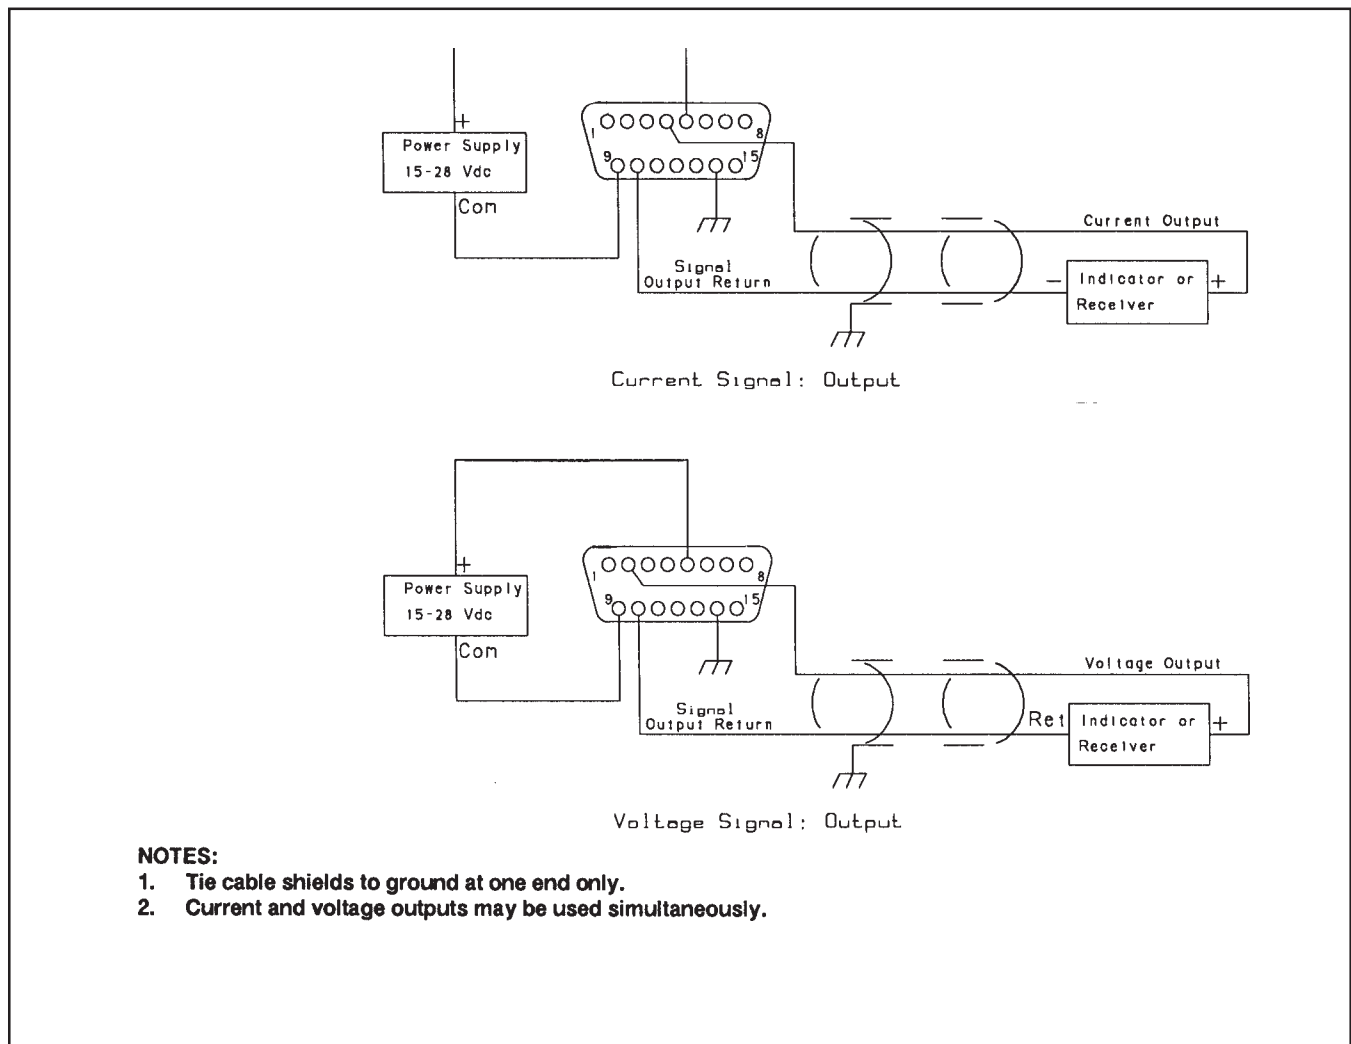 +
Power Supply
15-28 Vdc
Com
1
8
9
15
Current Output
Signal
Output Return
-
Indicator or
Receiver
+
Current Signal: Output
+
Power Supply
15-28 Vdc
Com
1
8
9
15
Voltage Output
Signal
Output Return
Ret
Indicator or
Receiver
+
Voltage Signal: Output
NOTES:
1. Tie cable shields to ground at one end only.
2. Current and voltage outputs may be used simultaneously.